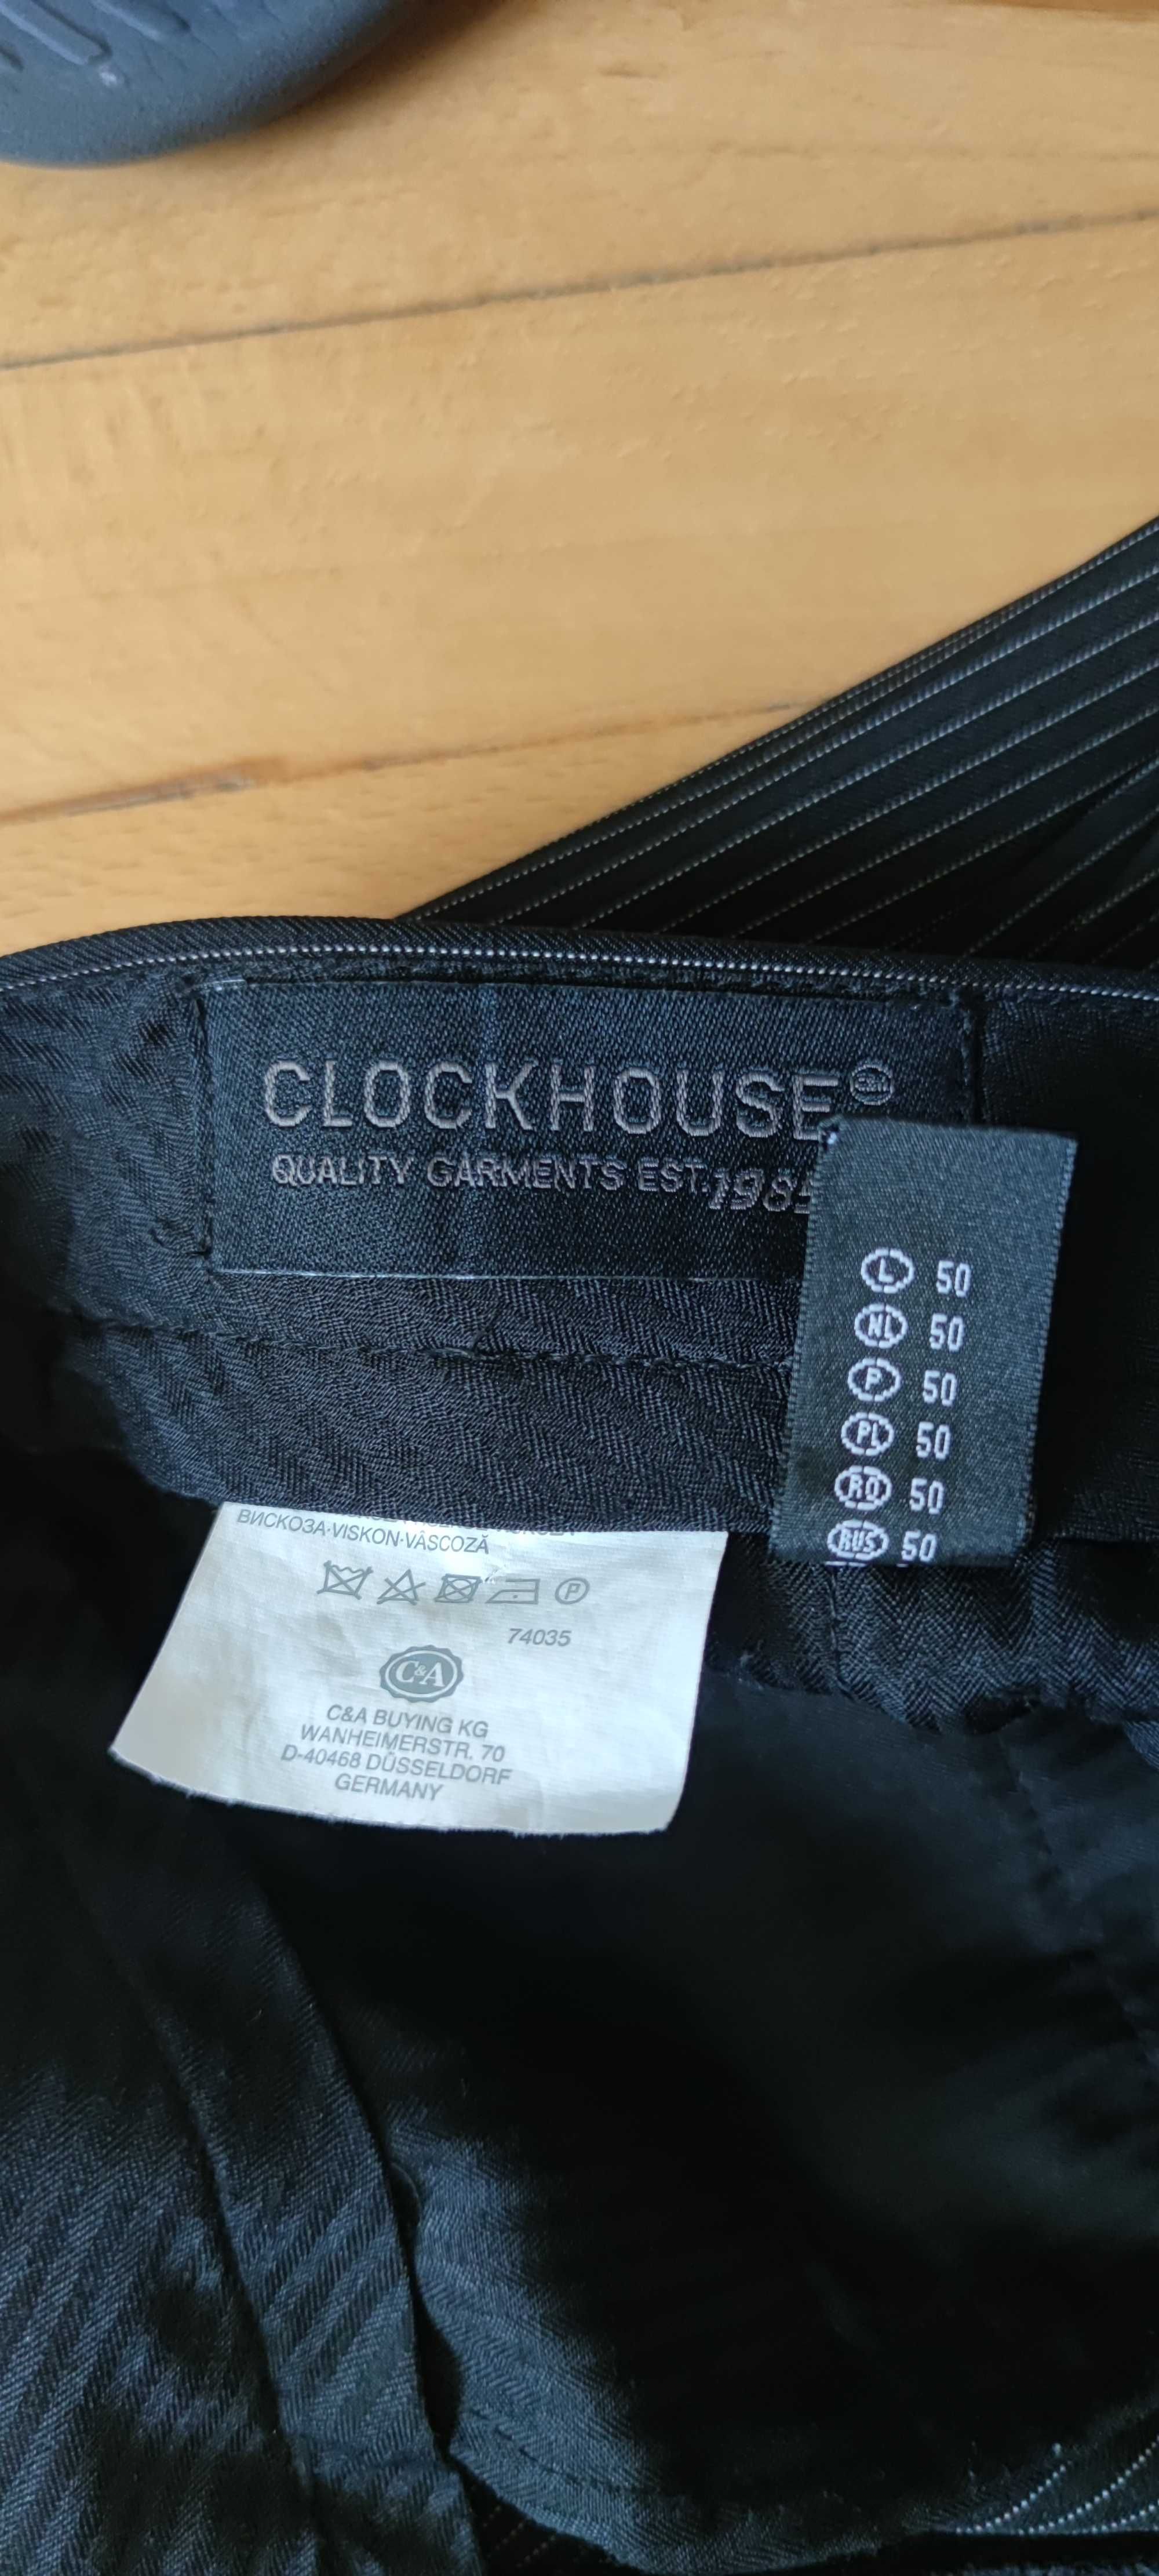 CLOCKHOUSE
QUALITY GARMENTS EST. 1985
L 50
NL 50
P 50
PL 50
RO 50
RUS 50
ВИСКОЗА·VISKON·VÂSCOZĂ
P
74035
C&A
C&A BUYING KG
WANHEIMERSTR. 70
D-40468 DÜSSELDORF
GERMANY